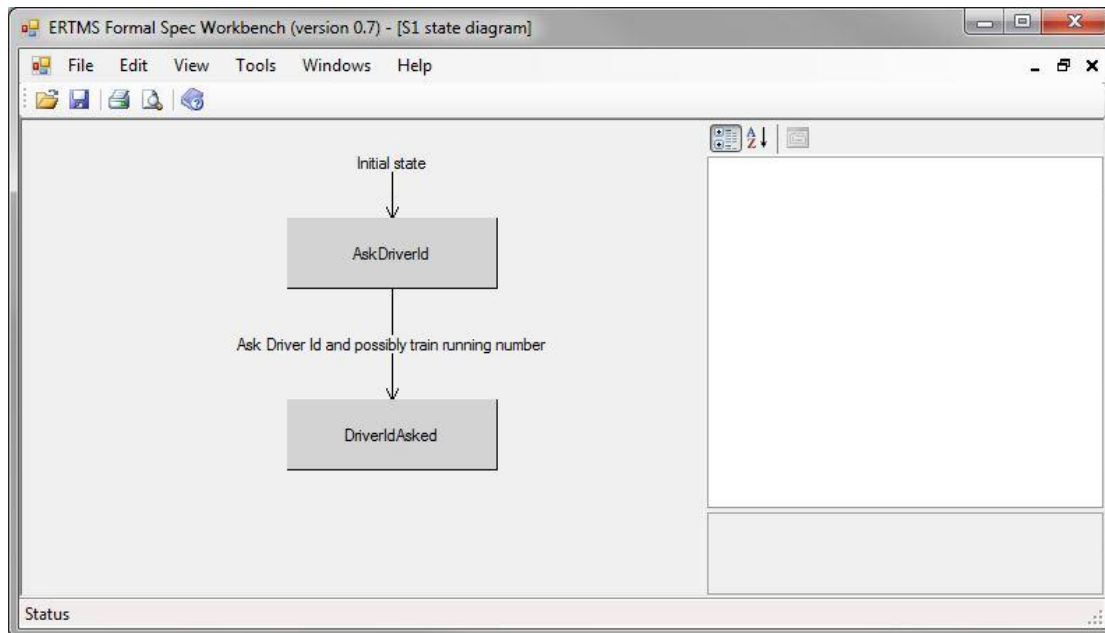 ERTMS Formal Spec Workbench (version 0.7) - [S1 state diagram]
File Edit View Tools Windows Help
Initial state
AskDriverId
Ask Driver Id and possibly train running number
DriverIdAsked
A
Z
Status